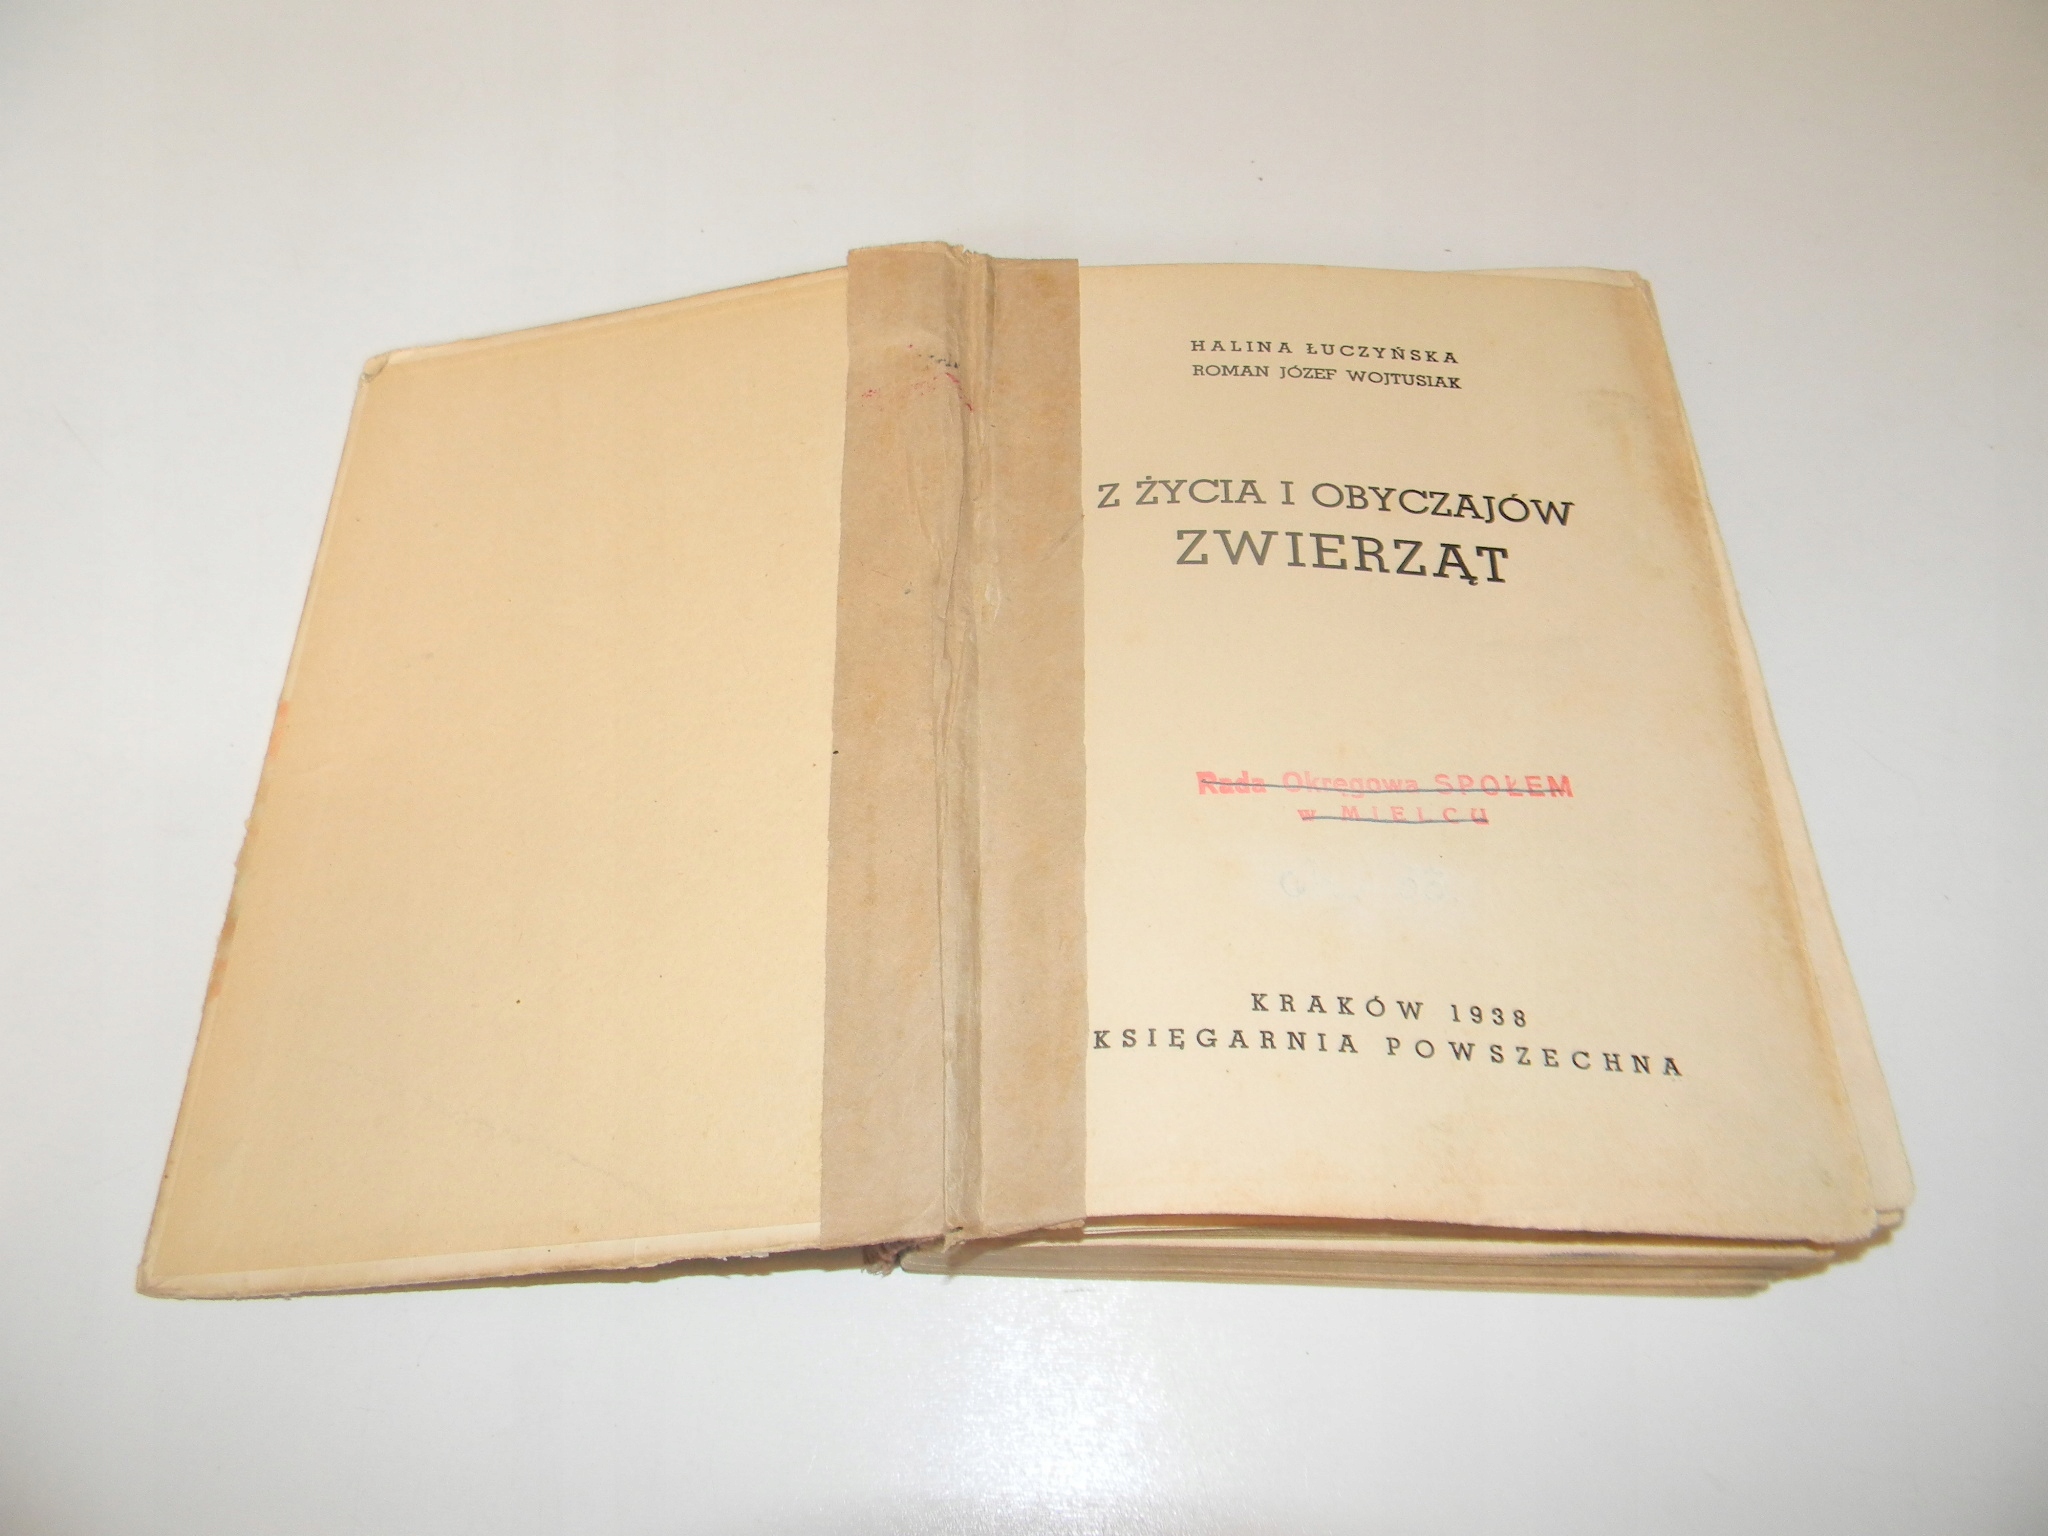 HALINA ŁUCZYŃSKA
ROMAN JÓZEF WOJTUSIAK
Z ŻYCIA I OBYCZAJÓW
ZWIERZĄT
Rada Okręgowa SPOŁEM
w MIELCU
KRAKÓW 1938
KSIĘGARNIA POWSZECHNA